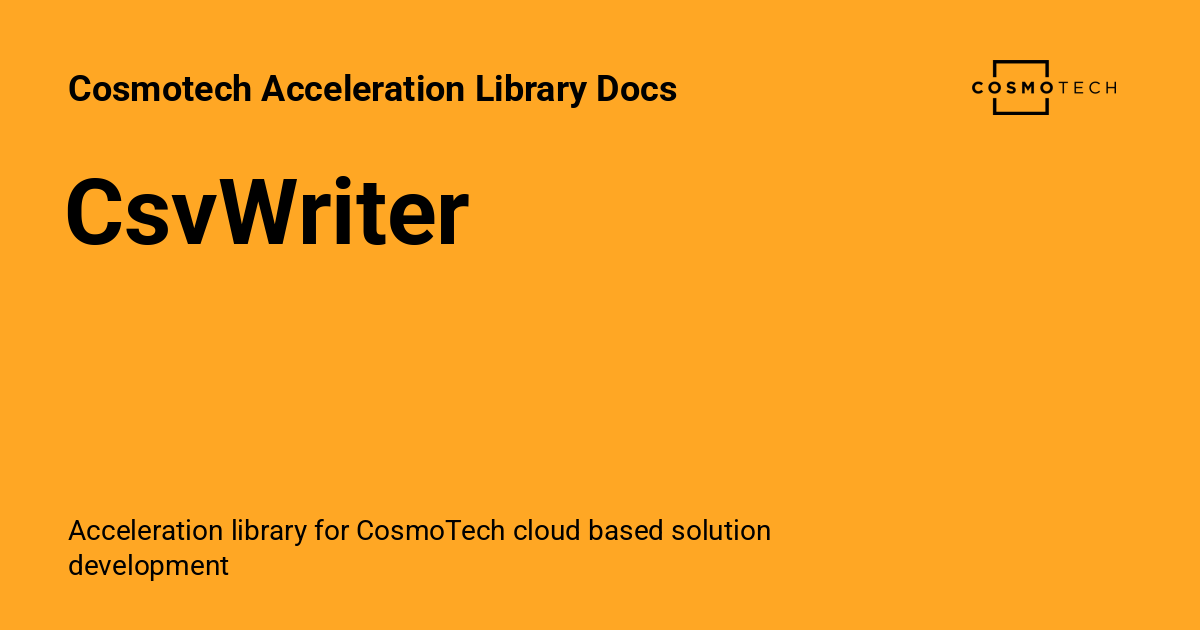 Cosmotech Acceleration Library Docs
COSMOTECH
CsvWriter
Acceleration library for CosmoTech cloud based solution
development